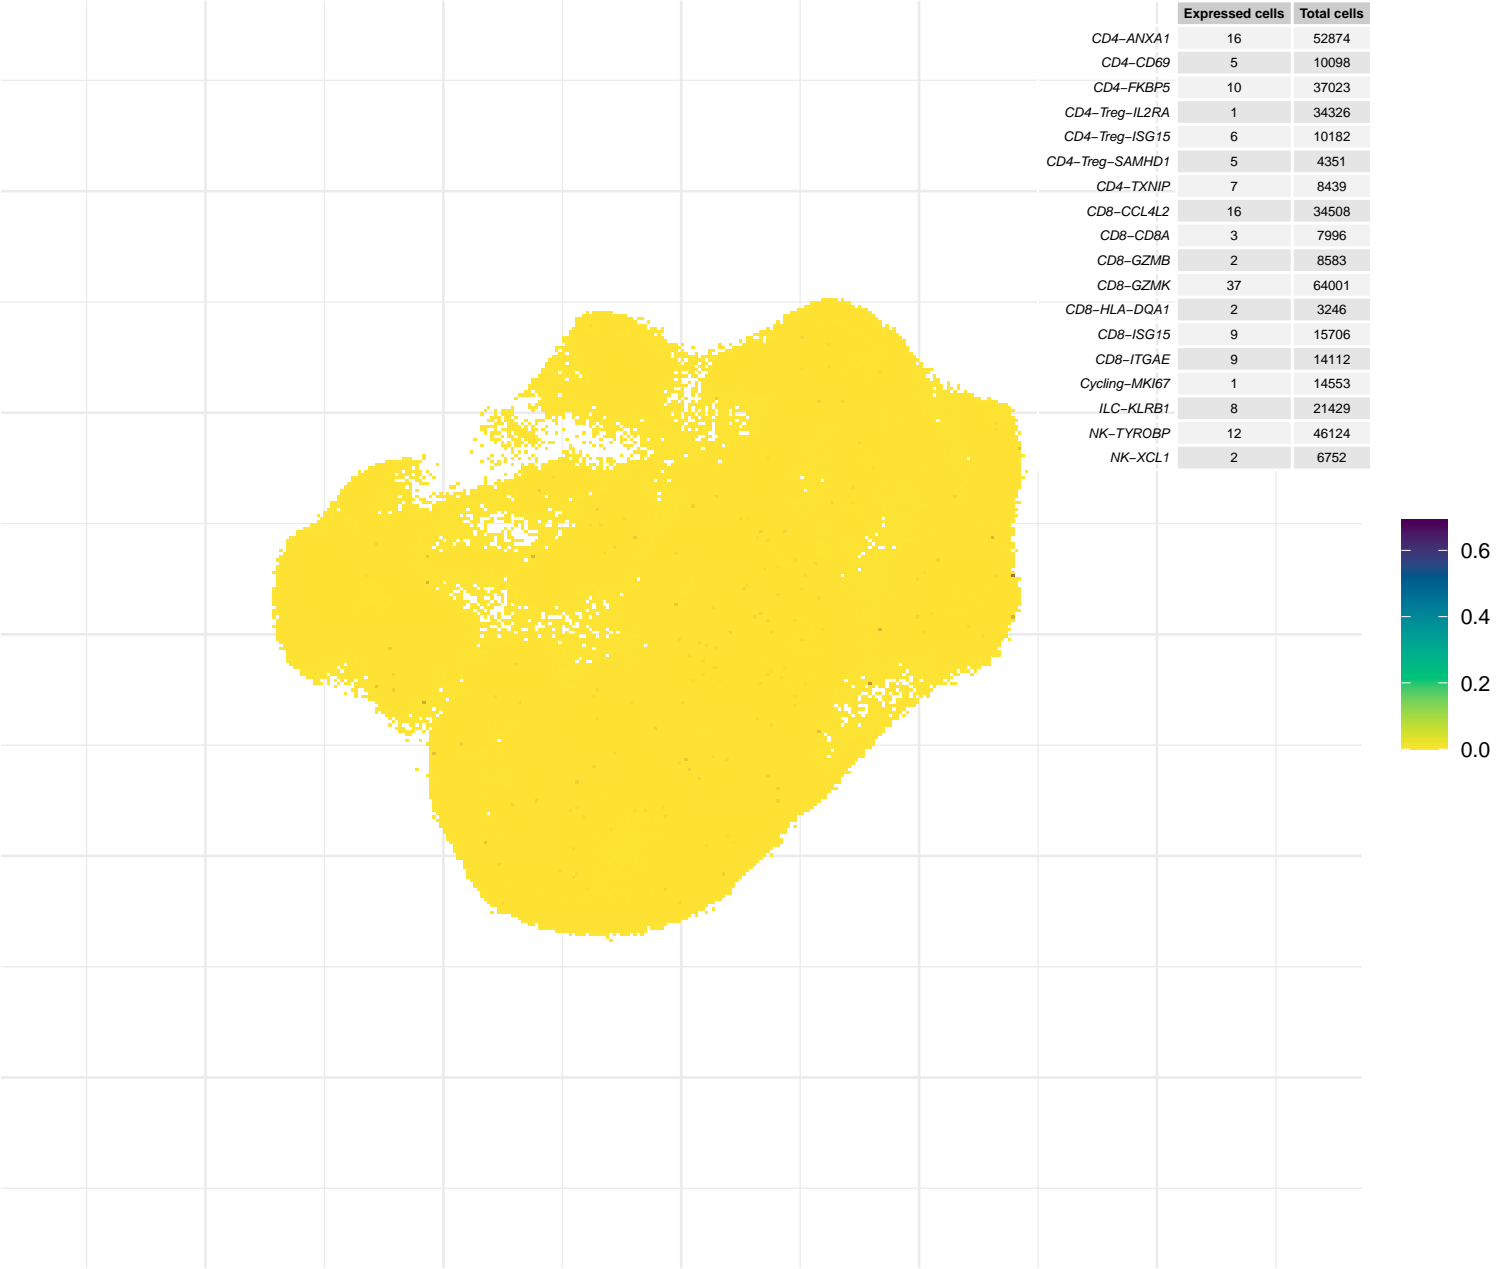 Expressed cells Total cells
CD4−ANXA1 16 52874
CD4−CD69 5 10098
CD4−FKBP5 10 37023
CD4−Treg−IL2RA 1 34326
CD4−Treg−ISG15 6 10182
CD4−Treg−SAMHD1 5 4351
CD4−TXNIP 7 8439
CD8−CCL4L2 16 34508
CD8−CD8A 3 7996
CD8−GZMB 2 8583
CD8−GZMK 37 64001
CD8−HLA−DQA1 2 3246
CD8−ISG15 9 15706
CD8−ITGAE 9 14112
Cycling−MKI67 1 14553
ILC−KLRB1 8 21429
NK−TYROBP 12 46124
NK−XCL1 2 6752
0.6
0.4
0.2
0.0